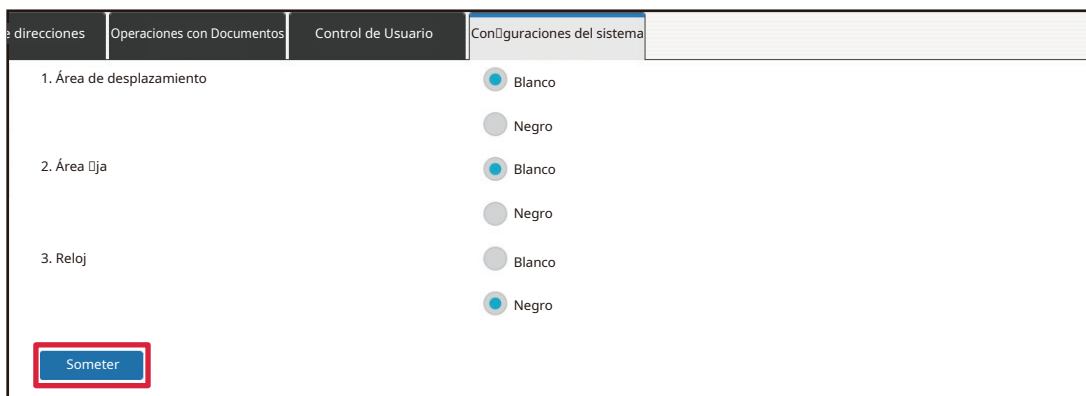 e direcciones Operaciones con Documentos Control de Usuario Con▯guraciones del sistema
1. Área de desplazamiento
Blanco
Negro
2. Área ▯ja
Blanco
Negro
3. Reloj
Blanco
Negro
Someter